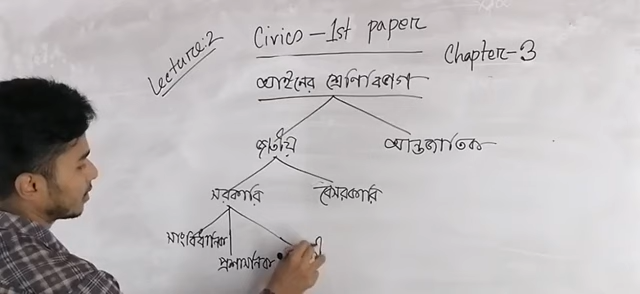 Lecture:2
Civics – 1st paper
Chapter-3
আইনের শ্রেণিবিভাগ
জাতীয় আন্তর্জাতিক
সরকারি বেসরকারি
সাংবিধানিক
প্রশাসনিক